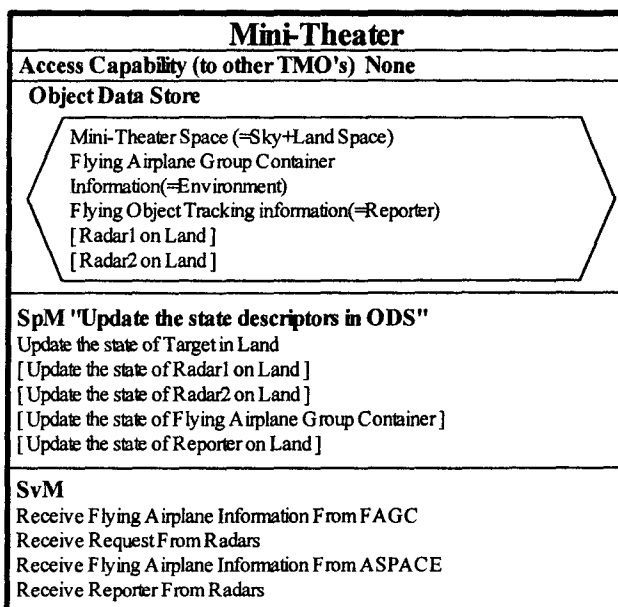 Mini-Theater
Access Capability (to other TMO's) None
Object Data Store
Mini-Theater Space (=Sky+Land Space)
Flying Airplane Group Container
Information(=Environment)
Flying Object Tracking information(=Reporter)
[Radar1 on Land ]
[Radar2 on Land ]
SpM "Update the state descriptors in ODS"
Update the state of Target in Land
[Update the state of Radar1 on Land ]
[Update the state of Radar2 on Land ]
[Update the state of Flying Airplane Group Container]
[Update the state of Reporter on Land ]
SvM
Receive Flying Airplane Information From FAGC
Receive Request From Radars
Receive Flying Airplane Information From ASPACE
Receive Reporter From Radars